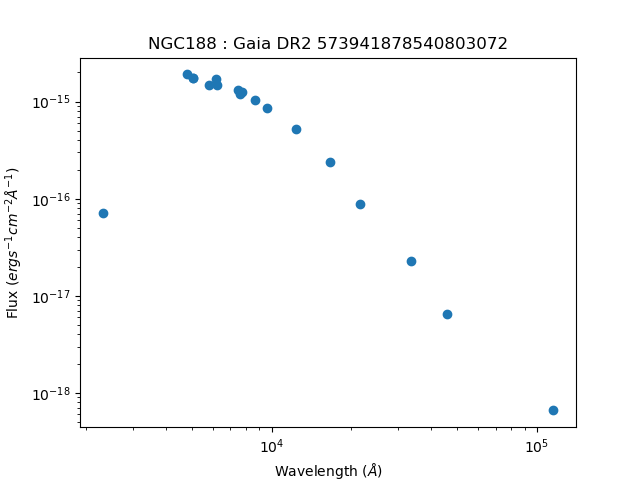 NGC188 : Gaia DR2 573941878540803072
10⁻¹⁵
10⁻¹⁶
10⁻¹⁷
10⁻¹⁸
Flux (ergs⁻¹cm⁻²Å⁻¹)
10⁴
10⁵
Wavelength (Å)